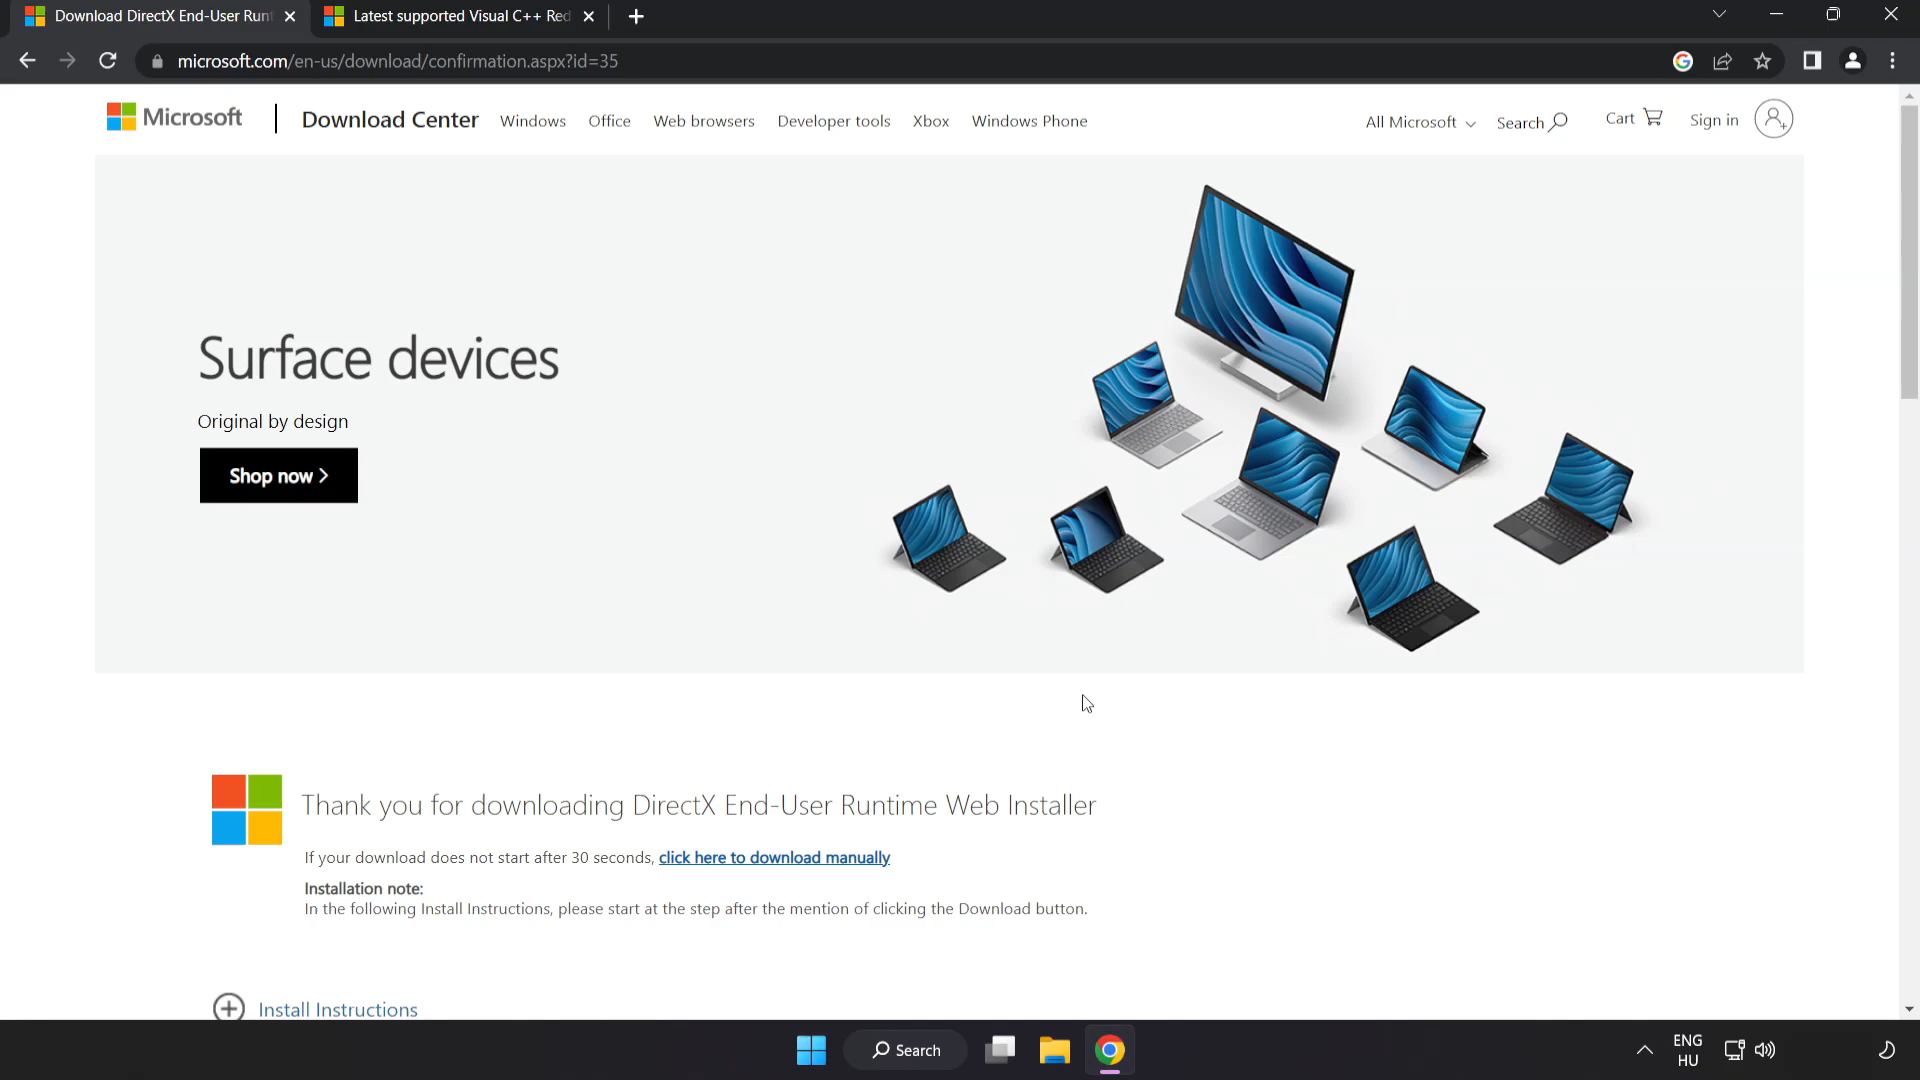 Download DirectX End-User Runt
Latest supported Visual C++ Red
microsoft.com/en-us/download/confirmation.aspx?id=35
Microsoft
Download Center
Windows
Office
Web browsers
Developer tools
Xbox
Windows Phone
All Microsoft
Search
Cart
Sign in
Surface devices
Original by design
Shop now
Thank you for downloading DirectX End-User Runtime Web Installer
If your download does not start after 30 seconds, click here to download manually
Installation note:
In the following Install Instructions, please start at the step after the mention of clicking the Download button.
Install Instructions
Search
ENG
HU